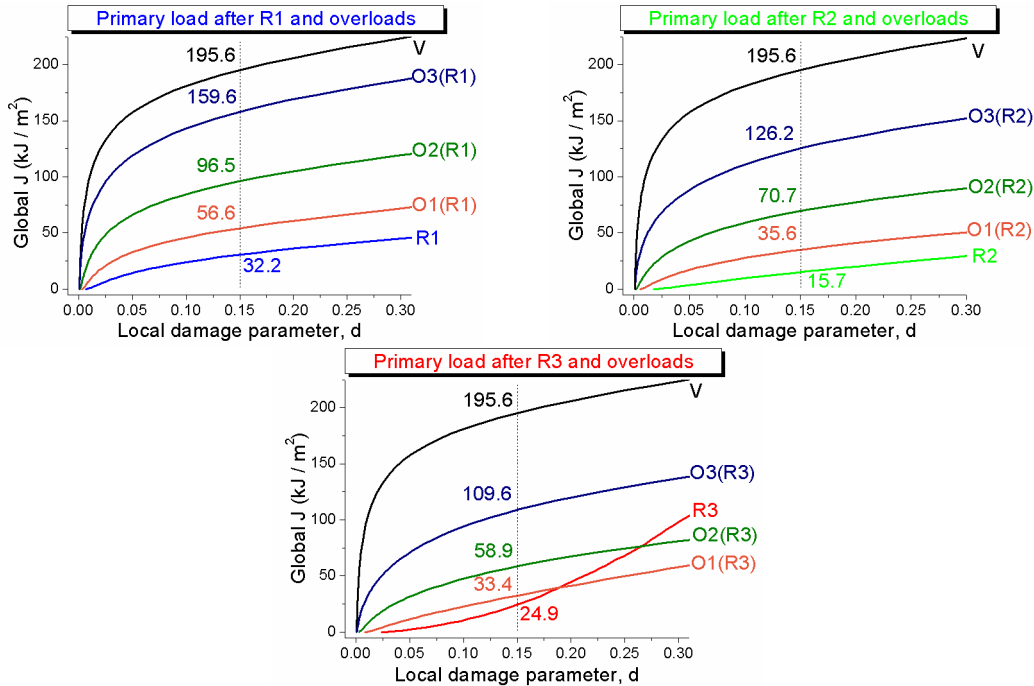 Primary load after R1 and overloads
Global J (kJ / m²)
200
150
100
50
0
195.6
159.6
96.5
56.6
32.2
V
O3(R1)
O2(R1)
O1(R1)
R1
0.00 0.05 0.10 0.15 0.20 0.25 0.30
Local damage parameter, d
Primary load after R2 and overloads
Global J (kJ / m²)
200
150
100
50
0
195.6
126.2
70.7
35.6
15.7
V
O3(R2)
O2(R2)
O1(R2)
R2
0.00 0.05 0.10 0.15 0.20 0.25 0.30
Local damage parameter, d
Primary load after R3 and overloads
Global J (kJ / m²)
200
150
100
50
0
195.6
109.6
58.9
33.4
24.9
V
O3(R3)
R3
O2(R3)
O1(R3)
0.00 0.05 0.10 0.15 0.20 0.25 0.30
Local damage parameter, d